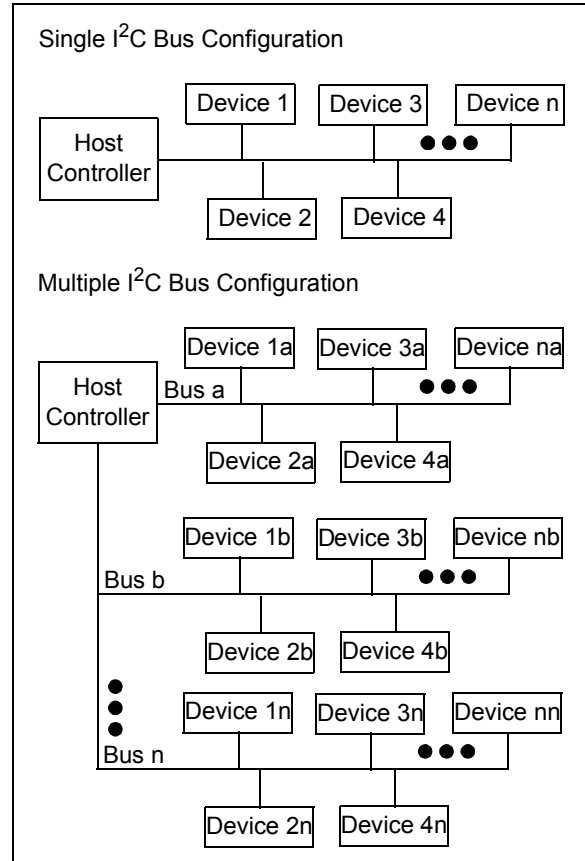 Single I²C Bus Configuration
Device 1
Device 3
Device n
Host
Controller
Device 2
Device 4
Multiple I²C Bus Configuration
Device 1a
Device 3a
Device na
Host
Controller
Bus a
Device 2a
Device 4a
Device 1b
Device 3b
Device nb
Bus b
Device 2b
Device 4b
Device 1n
Device 3n
Device nn
Bus n
Device 2n
Device 4n